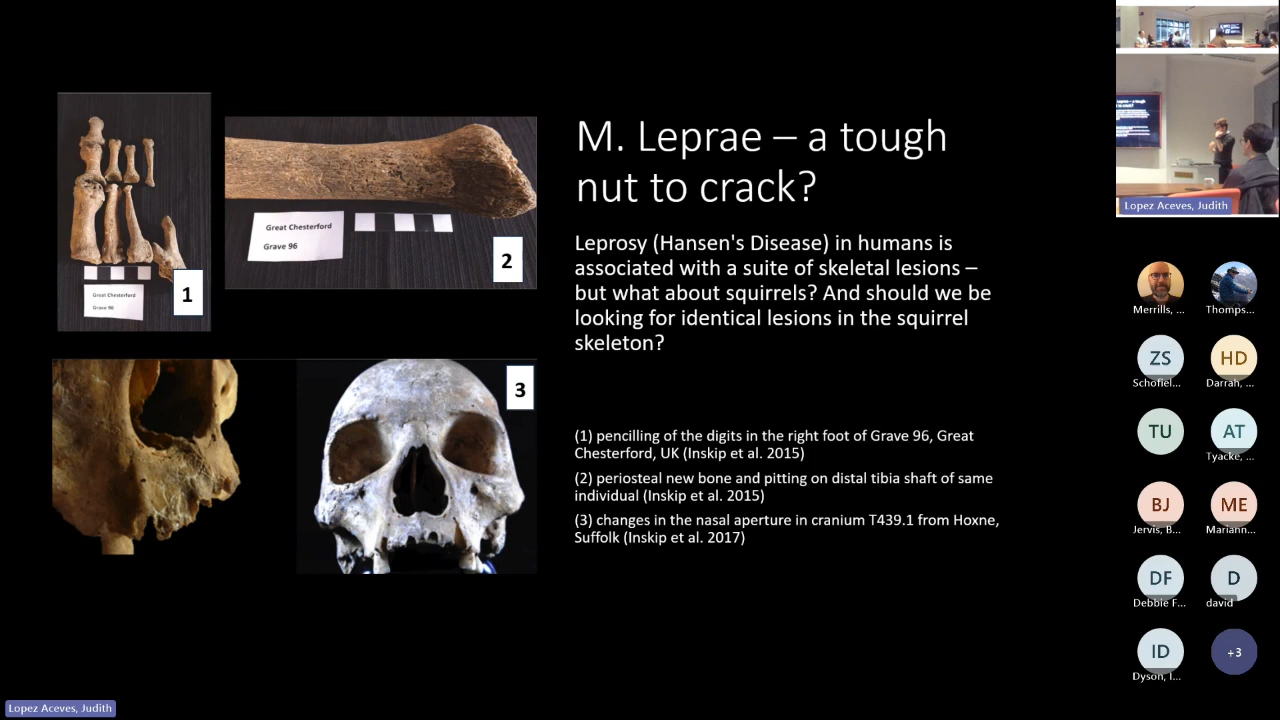 M. Leprae – a tough
nut to crack?
Leprosy (Hansen's Disease) in humans is
associated with a suite of skeletal lesions –
but what about squirrels? And should we be
looking for identical lesions in the squirrel
skeleton?
(1) pencilling of the digits in the right foot of Grave 96, Great
Chesterford, UK (Inskip et al. 2015)
(2) periosteal new bone and pitting on distal tibia shaft of same
individual (Inskip et al. 2015)
(3) changes in the nasal aperture in cranium T439.1 from Hoxne,
Suffolk (Inskip et al. 2017)
Great Chesterford
Grave 96
1
Great Chesterford
Grave 96
2
3
Lopez Aceves, Judith
Merrills, ...
Thomps...
ZS
Schofiel...
HD
Darrah, ...
TU
AT
Tyacke, ...
BJ
Jervis, B...
ME
Mariann...
DF
Debbie F...
D
david
ID
Dyson, I...
+3
Lopez Aceves, Judith